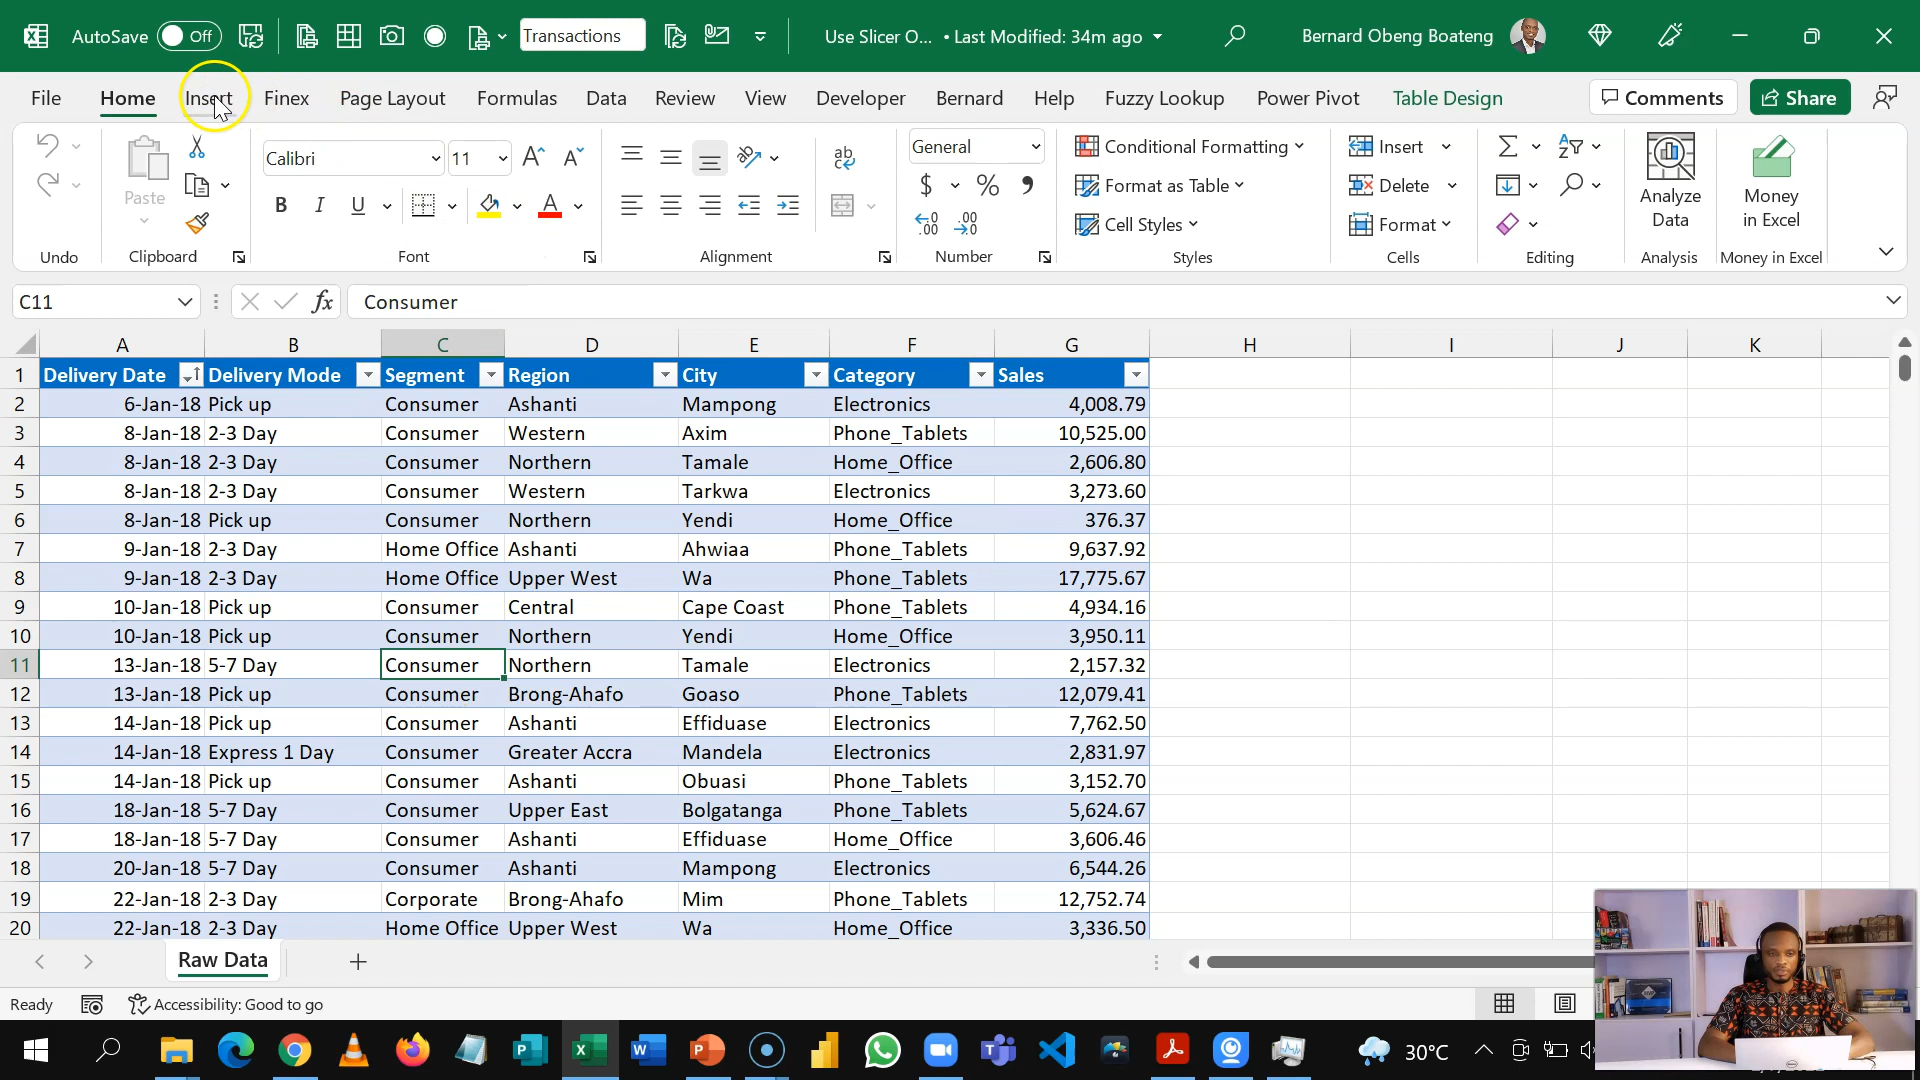 AutoSave Off Transactions Use Slicer O... • Last Modified: 34m ago Bernard Obeng Boateng
File Home Insert Finex Page Layout Formulas Data Review View Developer Bernard Help Fuzzy Lookup Power Pivot Table Design Comments Share
Paste
Calibri 11
B I U A
ab
General
$ % ,
Conditional Formatting
Format as Table
Cell Styles
Insert
Delete
Format
Analyze Data
Money in Excel
Undo Clipboard Font Alignment Number Styles Cells Editing Analysis Money in Excel
C11 fx Consumer
A B C D E F G H I J K
1 Delivery Date Delivery Mode Segment Region City Category Sales
2 6-Jan-18 Pick up Consumer Ashanti Mampong Electronics 4,008.79
3 8-Jan-18 2-3 Day Consumer Western Axim Phone_Tablets 10,525.00
4 8-Jan-18 2-3 Day Consumer Northern Tamale Home_Office 2,606.80
5 8-Jan-18 2-3 Day Consumer Western Tarkwa Electronics 3,273.60
6 8-Jan-18 Pick up Consumer Northern Yendi Home_Office 376.37
7 9-Jan-18 2-3 Day Home Office Ashanti Ahwiaa Phone_Tablets 9,637.92
8 9-Jan-18 2-3 Day Home Office Upper West Wa Phone_Tablets 17,775.67
9 10-Jan-18 Pick up Consumer Central Cape Coast Phone_Tablets 4,934.16
10 10-Jan-18 Pick up Consumer Northern Yendi Home_Office 3,950.11
11 13-Jan-18 5-7 Day Consumer Northern Tamale Electronics 2,157.32
12 13-Jan-18 Pick up Consumer Brong-Ahafo Goaso Phone_Tablets 12,079.41
13 14-Jan-18 Pick up Consumer Ashanti Effiduase Electronics 7,762.50
14 14-Jan-18 Express 1 Day Consumer Greater Accra Mandela Electronics 2,831.97
15 14-Jan-18 Pick up Consumer Ashanti Obuasi Phone_Tablets 3,152.70
16 18-Jan-18 5-7 Day Consumer Upper East Bolgatanga Phone_Tablets 5,624.67
17 18-Jan-18 5-7 Day Consumer Ashanti Effiduase Home_Office 3,606.46
18 20-Jan-18 5-7 Day Consumer Ashanti Mampong Electronics 6,544.26
19 22-Jan-18 2-3 Day Corporate Brong-Ahafo Mim Phone_Tablets 12,752.74
20 22-Jan-18 2-3 Day Home Office Upper West Wa Home_Office 3,336.50
Raw Data
Ready Accessibility: Good to go
30°C